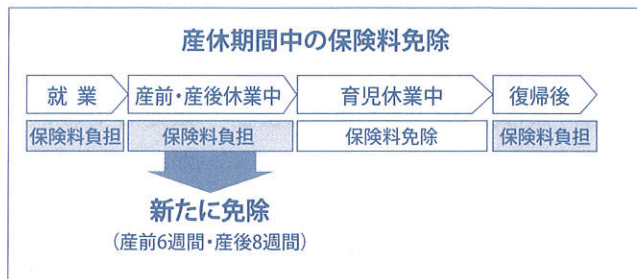 産休期間中の保険料免除
就業 産前・産後休業中 育児休業中 復帰後
保険料負担 保険料負担 保険料免除 保険料負担
新たに免除
(産前6週間・産後8週間)